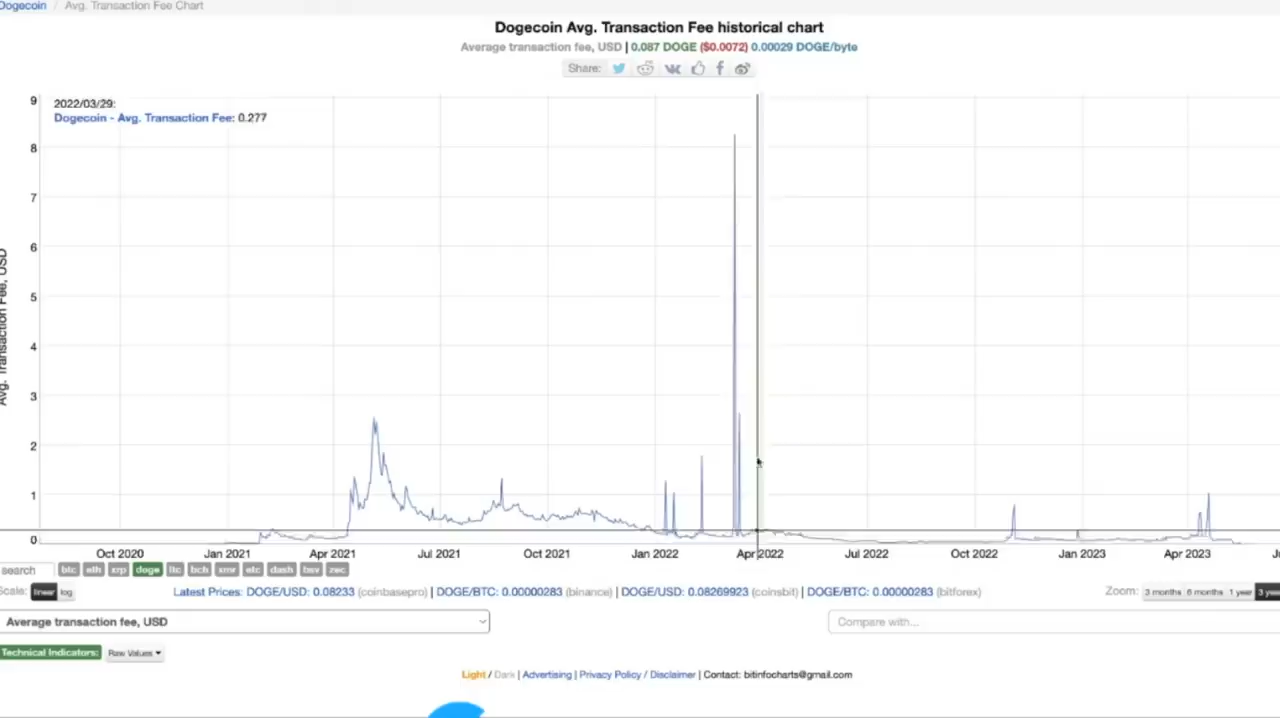 Dogecoin / Avg. Transaction Fee Chart
Dogecoin Avg. Transaction Fee historical chart
Average transaction fee, USD | 0.087 DOGE ($0.0072) 0.00029 DOGE/byte
Share:
2022/03/29:
Dogecoin - Avg. Transaction Fee: 0.277
Avg. Transaction Fee, USD
9
8
7
6
5
4
3
2
1
0
Oct 2020 Jan 2021 Apr 2021 Jul 2021 Oct 2021 Jan 2022 Apr 2022 Jul 2022 Oct 2022 Jan 2023 Apr 2023
search btc eth xrp doge ltc bch xmr etc dash bsv zec
Scale: linear log
Latest Prices: DOGE/USD: 0.08233 (coinbasepro) | DOGE/BTC: 0.00000283 (binance) | DOGE/USD: 0.08269923 (coinsbit) | DOGE/BTC: 0.00000283 (bitforex)
Zoom: 3 months 6 months 1 year 3
Average transaction fee, USD
Compare with...
Technical Indicators: Raw Values
Light / Dark | Advertising | Privacy Policy / Disclaimer | Contact: bitinfocharts@gmail.com